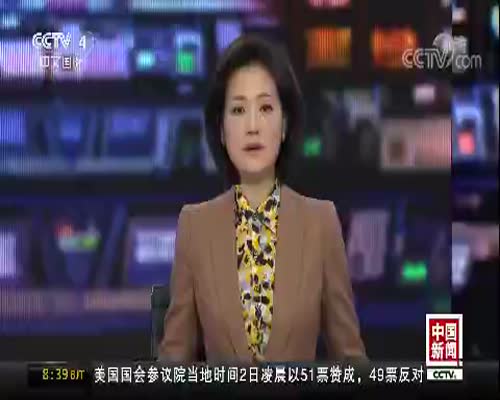 CCTV 4
中文国际
CCTV.com
中国
新闻
CCTV.
8:39 BJT
美国国会参议院当地时间2日凌晨以51票赞成，49票反对